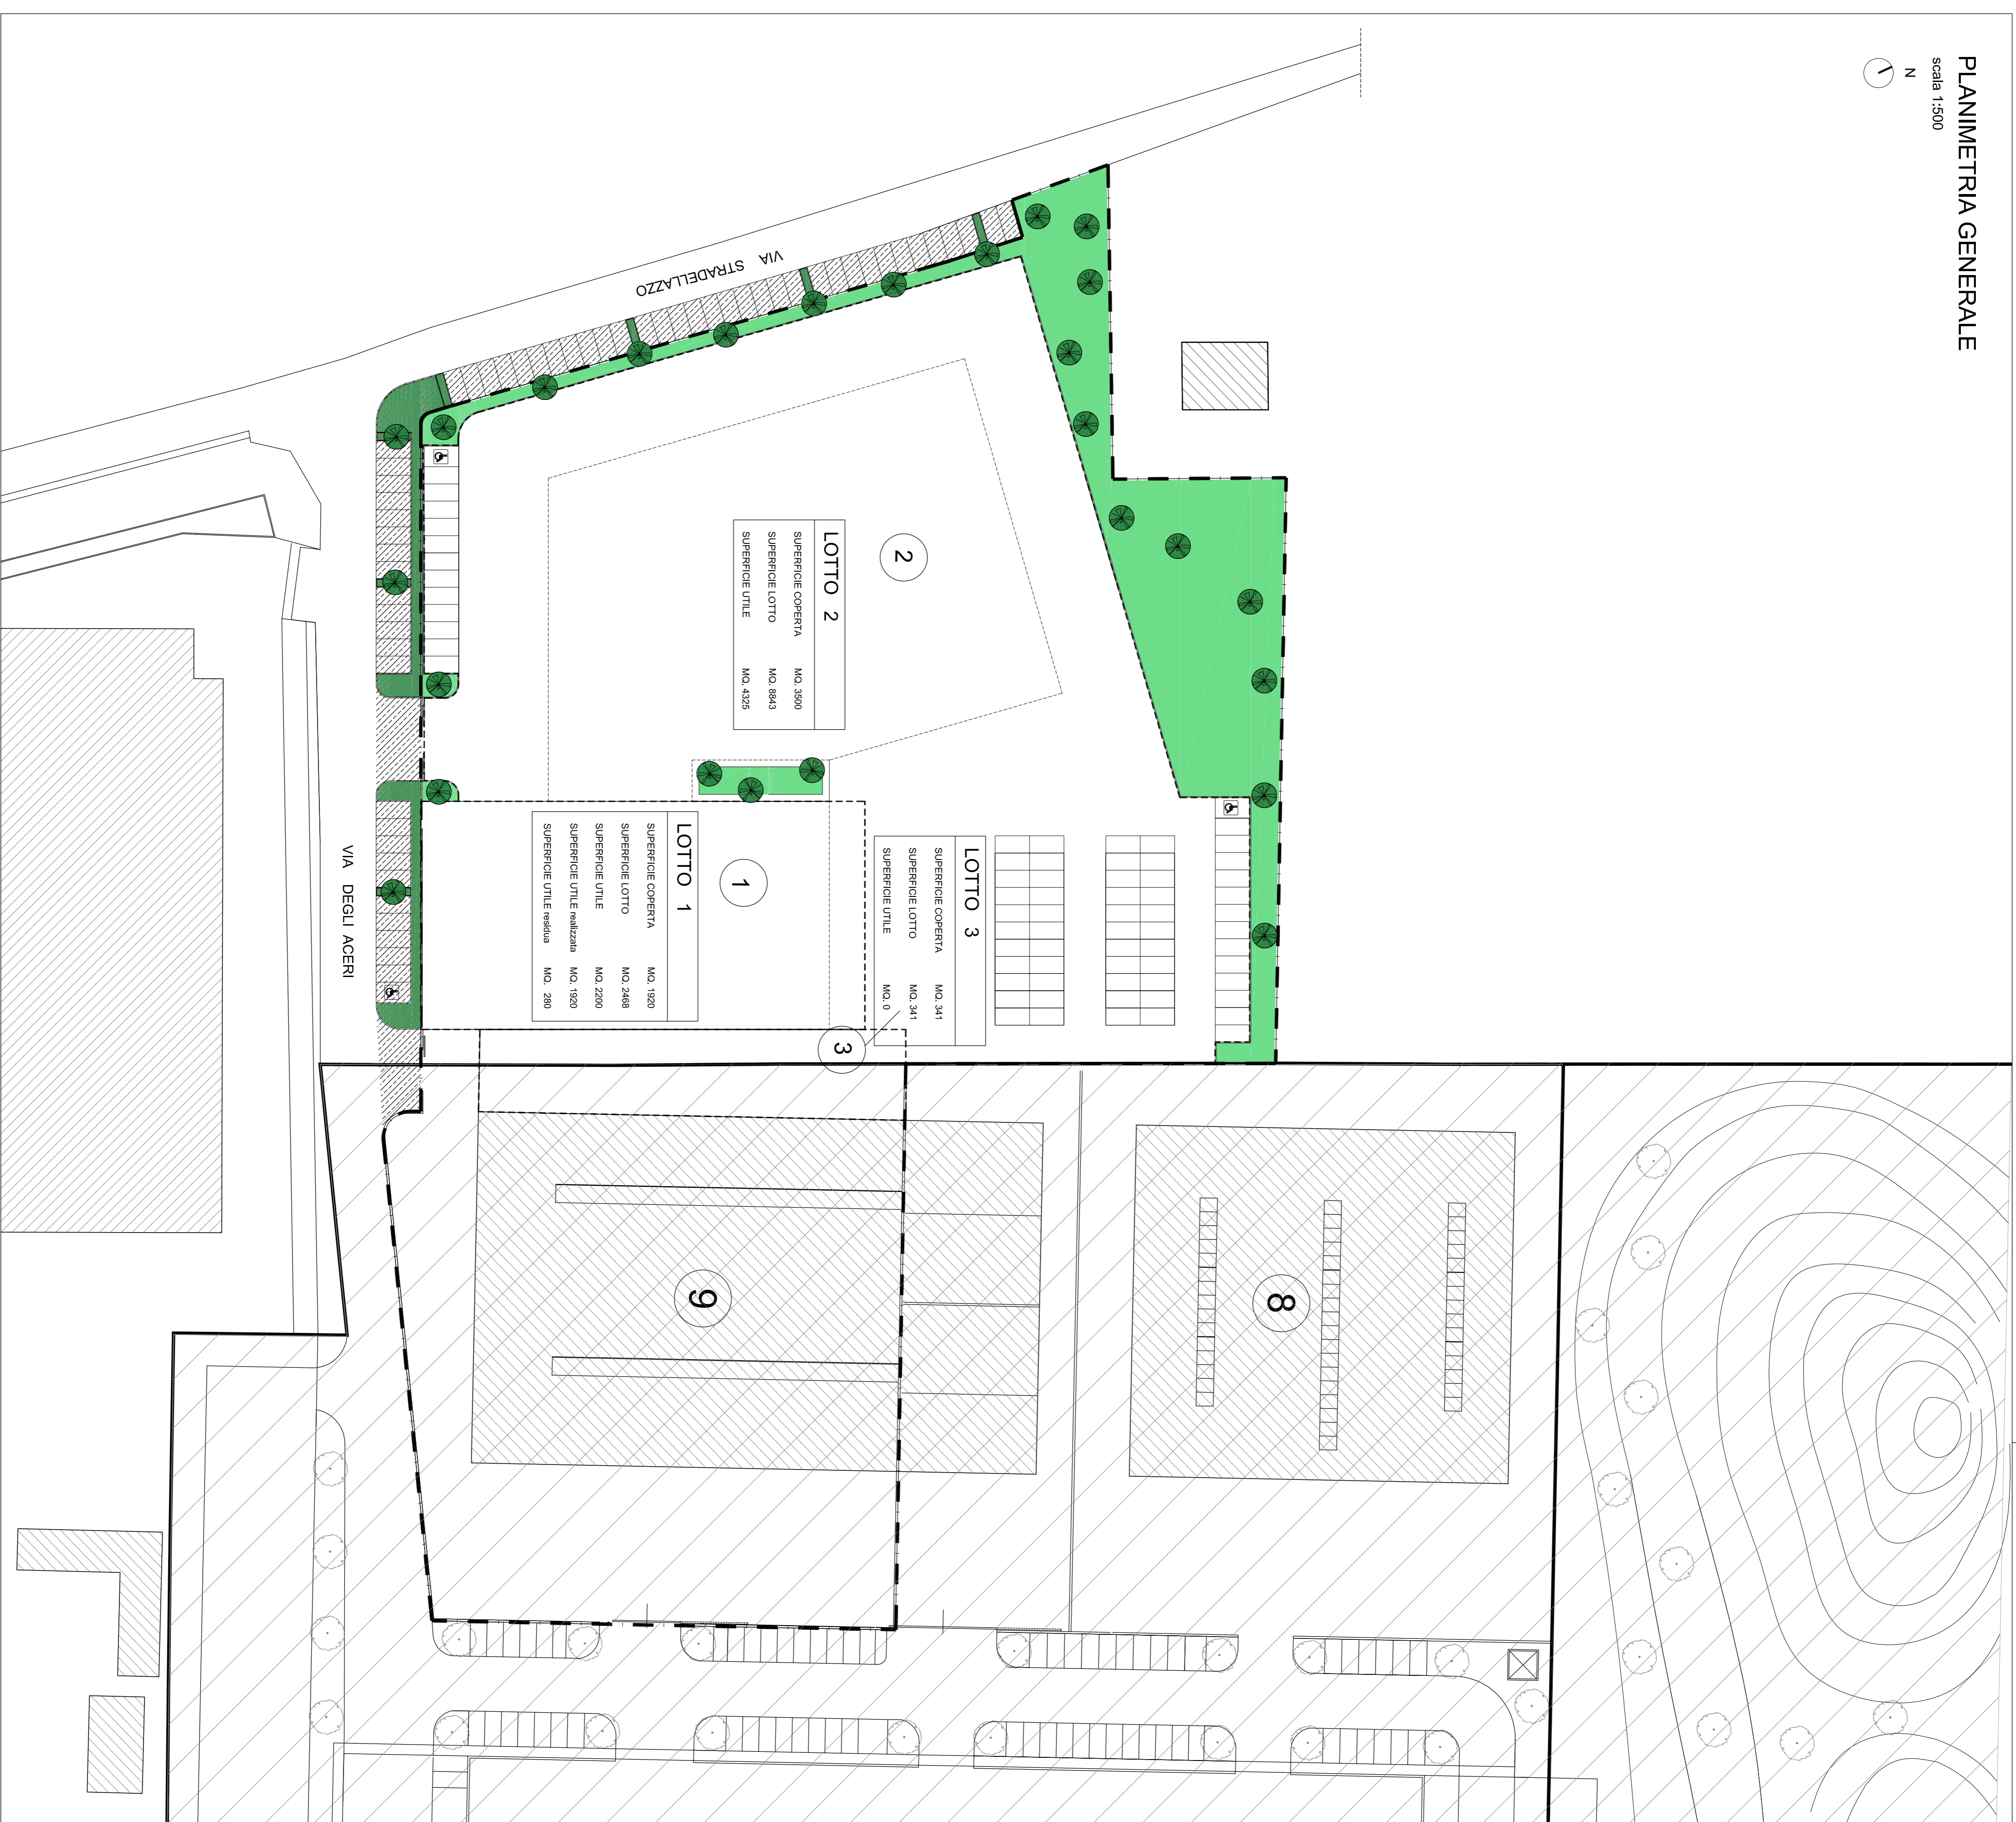 PLANIMETRIA GENERALE
scala 1:500
N
VIA STRADELLAZZO
2
LOTTO 2
SUPERFICIE COPERTA MQ. 3500
SUPERFICIE LOTTO MQ. 8843
SUPERFICIE UTILE MQ. 4325
LOTTO 3
SUPERFICIE COPERTA MQ. 341
SUPERFICIE LOTTO MQ. 341
SUPERFICIE UTILE MQ. 0
3
1
LOTTO 1
SUPERFICIE COPERTA MQ. 1920
SUPERFICIE LOTTO MQ. 2468
SUPERFICIE UTILE MQ. 2200
SUPERFICIE UTILE realizzata MQ. 1920
SUPERFICIE UTILE residua MQ. 280
VIA DEGLI ACERI
8
9